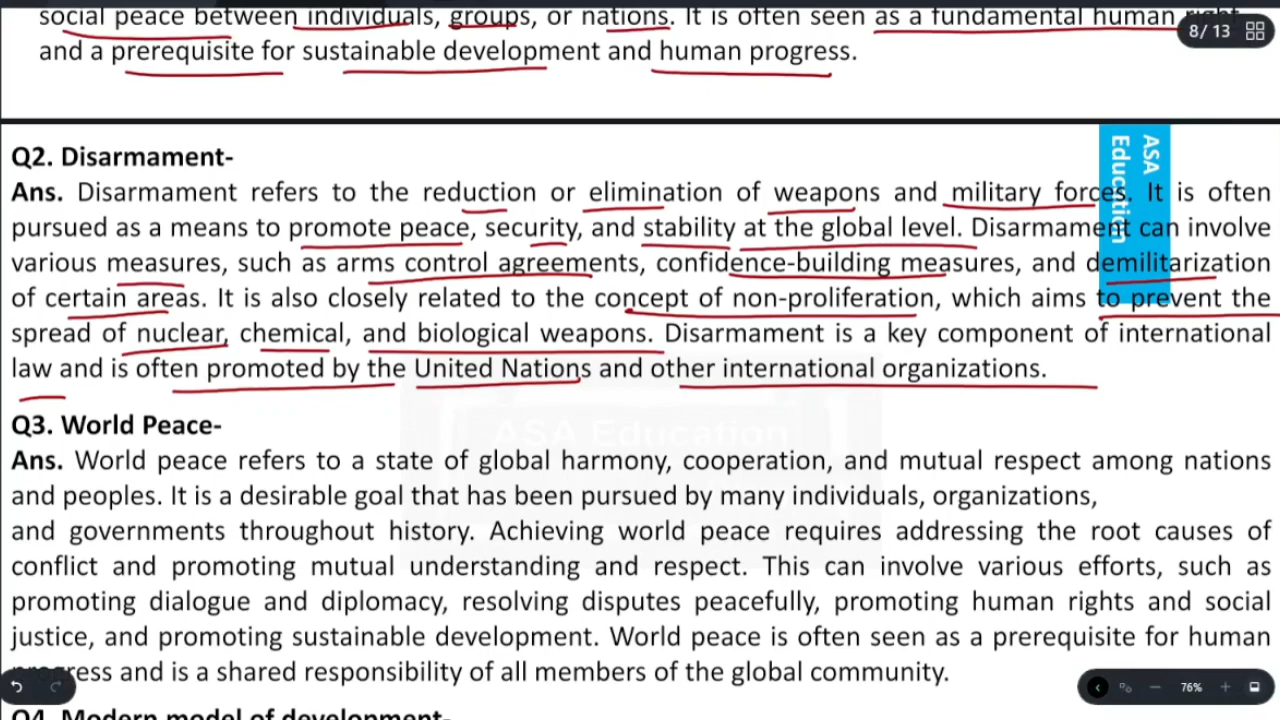 social peace between individuals, groups, or nations. It is often seen as a fundamental human right
8/ 13
and a prerequisite for sustainable development and human progress.
ASA
Education
Q2. Disarmament-
Ans. Disarmament refers to the reduction or elimination of weapons and military forces. It is often
pursued as a means to promote peace, security, and stability at the global level. Disarmament can involve
various measures, such as arms control agreements, confidence-building measures, and demilitarization
of certain areas. It is also closely related to the concept of non-proliferation, which aims to prevent the
spread of nuclear, chemical, and biological weapons. Disarmament is a key component of international
law and is often promoted by the United Nations and other international organizations.
Q3. World Peace-
ASA Education
Ans. World peace refers to a state of global harmony, cooperation, and mutual respect among nations
and peoples. It is a desirable goal that has been pursued by many individuals, organizations,
and governments throughout history. Achieving world peace requires addressing the root causes of
conflict and promoting mutual understanding and respect. This can involve various efforts, such as
promoting dialogue and diplomacy, resolving disputes peacefully, promoting human rights and social
justice, and promoting sustainable development. World peace is often seen as a prerequisite for human
progress and is a shared responsibility of all members of the global community.
76%
Q4. Modern model of development-